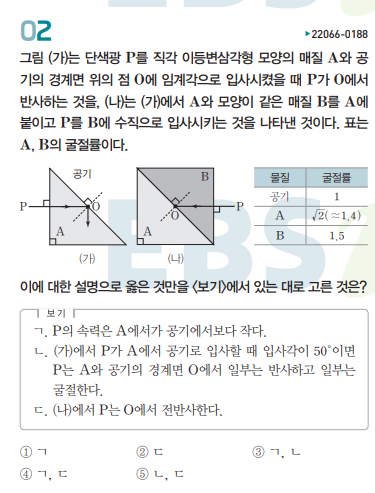 02
▶22066-0188
그림 (가)는 단색광 P를 직각 이등변삼각형 모양의 매질 A와 공
기의 경계면 위의 점 O에 임계각으로 입사시켰을 때 P가 O에서
반사하는 것을, (나)는 (가)에서 A와 모양이 같은 매질 B를 A에
붙이고 P를 B에 수직으로 입사시키는 것을 나타낸 것이다. 표는
A, B의 굴절률이다.
공기
P
O
A
(가)
B
P
O
A
(나)
물질 굴절률
공기 1
A √2(≈1.4)
B 1.5
이에 대한 설명으로 옳은 것만을 〈보기〉에서 있는 대로 고른 것은?
보기
ㄱ. P의 속력은 A에서가 공기에서보다 작다.
ㄴ. (가)에서 P가 A에서 공기로 입사할 때 입사각이 50°이면
P는 A와 공기의 경계면 O에서 일부는 반사하고 일부는
굴절한다.
ㄷ. (나)에서 P는 O에서 전반사한다.
① ㄱ ② ㄷ ③ ㄱ, ㄴ
④ ㄱ, ㄷ ⑤ ㄴ, ㄷ
EBS